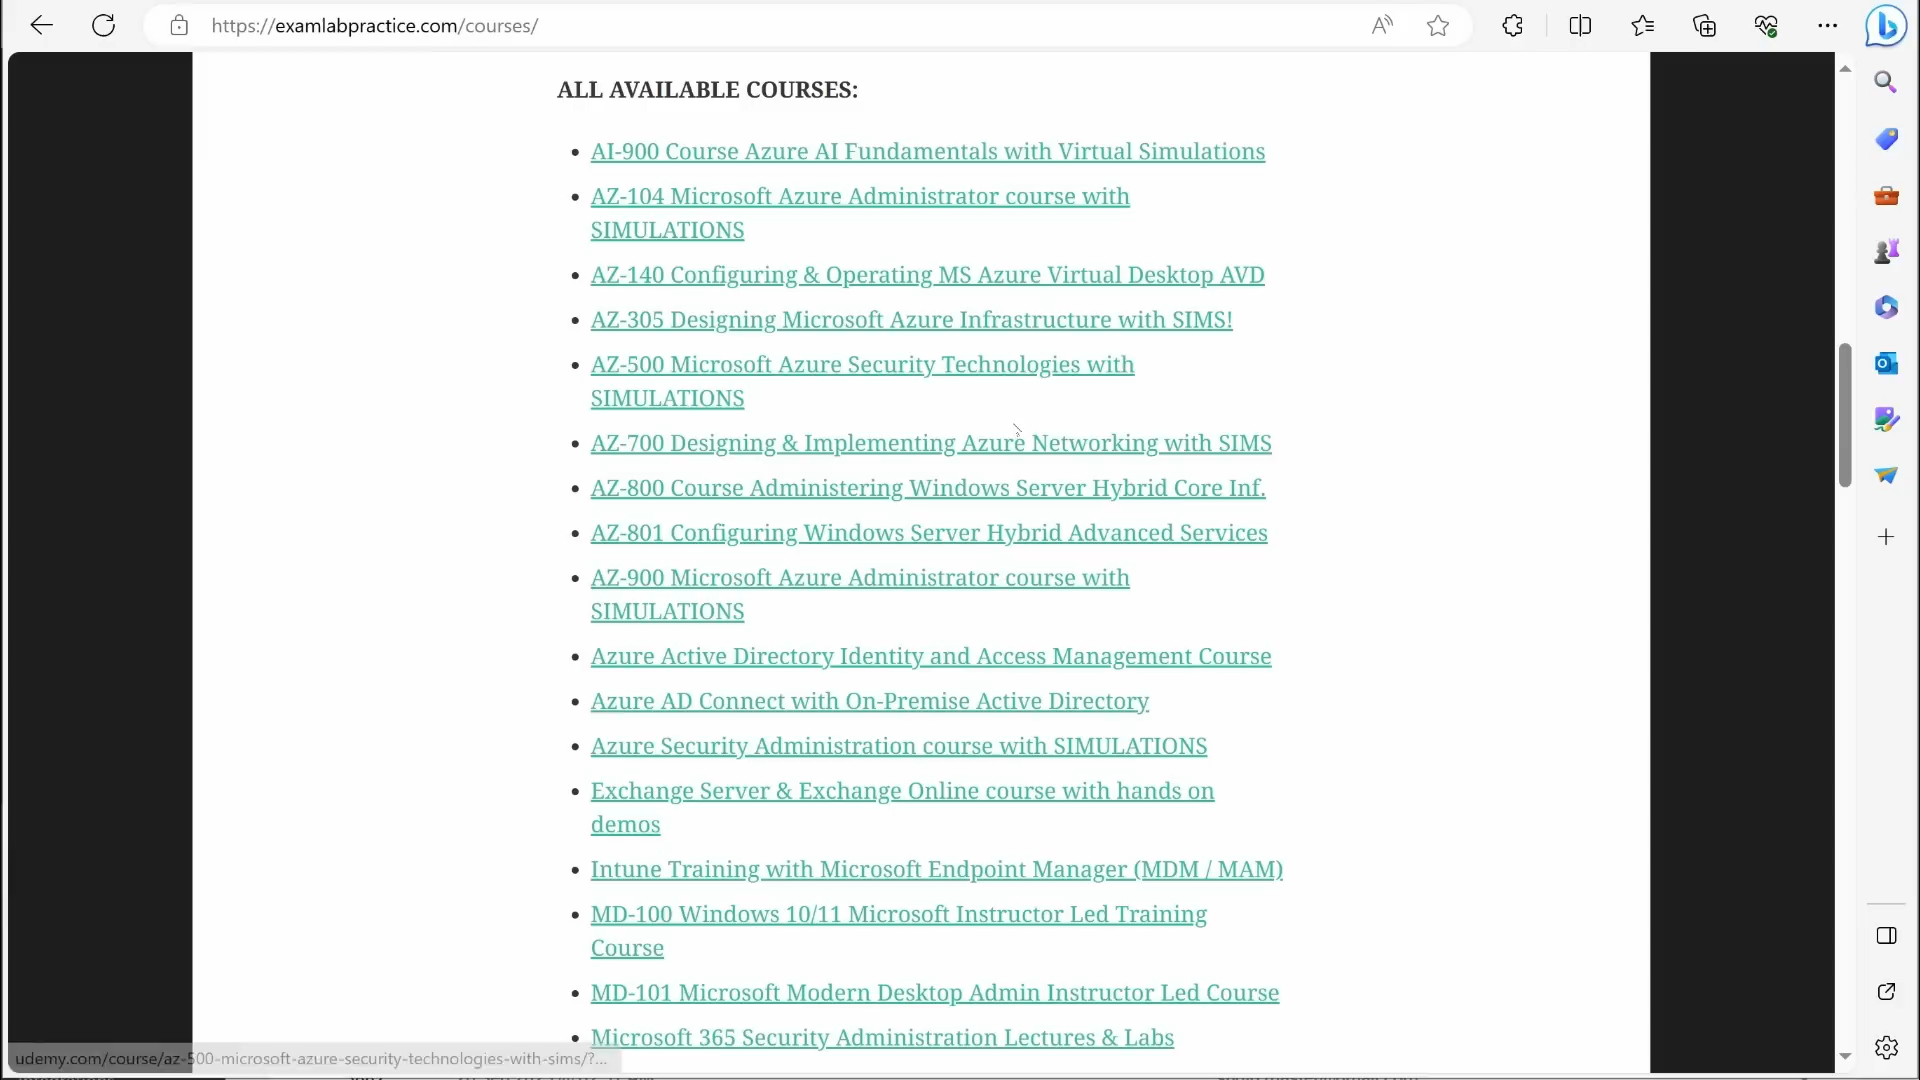 https://examlabpractice.com/courses/
ALL AVAILABLE COURSES:
• AI-900 Course Azure AI Fundamentals with Virtual Simulations
• AZ-104 Microsoft Azure Administrator course with
SIMULATIONS
• AZ-140 Configuring & Operating MS Azure Virtual Desktop AVD
• AZ-305 Designing Microsoft Azure Infrastructure with SIMS!
• AZ-500 Microsoft Azure Security Technologies with
SIMULATIONS
• AZ-700 Designing & Implementing Azure Networking with SIMS
• AZ-800 Course Administering Windows Server Hybrid Core Inf.
• AZ-801 Configuring Windows Server Hybrid Advanced Services
• AZ-900 Microsoft Azure Administrator course with
SIMULATIONS
• Azure Active Directory Identity and Access Management Course
• Azure AD Connect with On-Premise Active Directory
• Azure Security Administration course with SIMULATIONS
• Exchange Server & Exchange Online course with hands on
demos
• Intune Training with Microsoft Endpoint Manager (MDM / MAM)
• MD-100 Windows 10/11 Microsoft Instructor Led Training
Course
• MD-101 Microsoft Modern Desktop Admin Instructor Led Course
• Microsoft 365 Security Administration Lectures & Labs
udemy.com/course/az-500-microsoft-azure-security-technologies-with-sims/?...